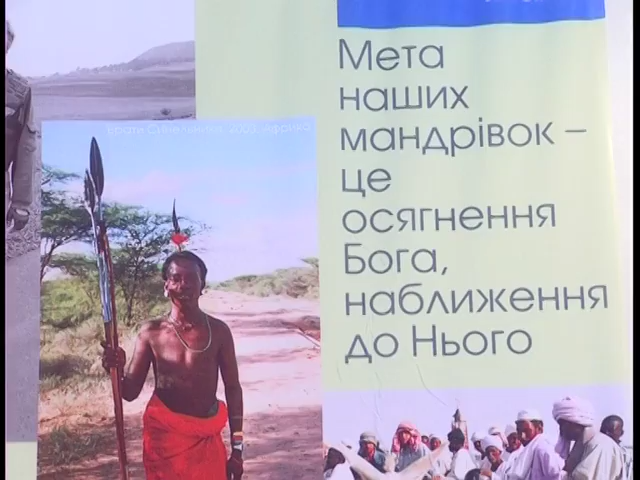 Мета
наших
мандрівок –
це
осягнення
Бога,
наближення
до Нього